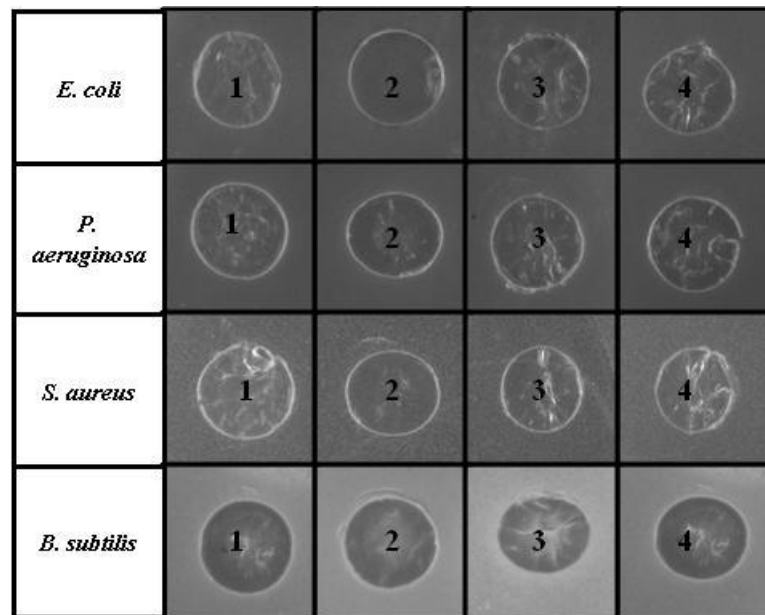 E. coli
1 2 3 4
P.
aeruginosa
1 2 3 4
S. aureus
1 2 3 4
B. subtilis
1 2 3 4